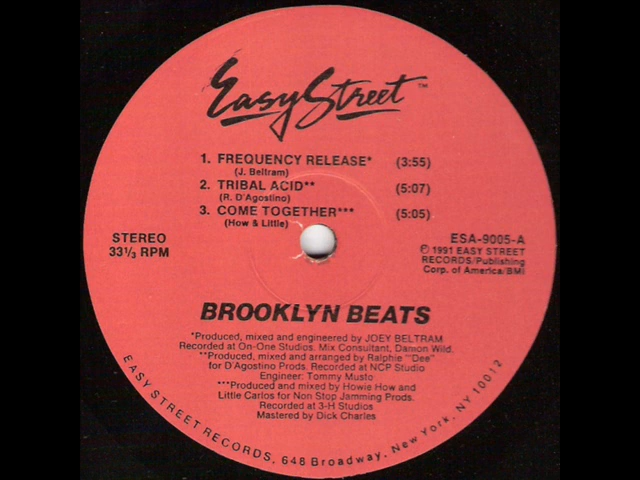 Easy Street™
1. FREQUENCY RELEASE* (3:55)
(J. Beltram)
2. TRIBAL ACID** (5:07)
(R. D'Agostino)
3. COME TOGETHER*** (5:05)
(How & Little)
STEREO
33⅓ RPM
ESA-9005-A
℗ 1991 EASY STREET
RECORDS/Publishing
Corp. of America/BMI
BROOKLYN BEATS
*Produced, mixed and engineered by JOEY BELTRAM
Recorded at On-One Studios. Mix Consultant, Damon Wild.
**Produced, mixed and arranged by Ralphie "'Dee"
for D'Agostino Prods. Recorded at NCP Studio
Engineer: Tommy Musto
***Produced and mixed by Howie How and
Little Carlos for Non Stop Jamming Prods.
Recorded at 3-H Studios
Mastered by Dick Charles
EASY STREET RECORDS, 648 Broadway, New York, NY 10012